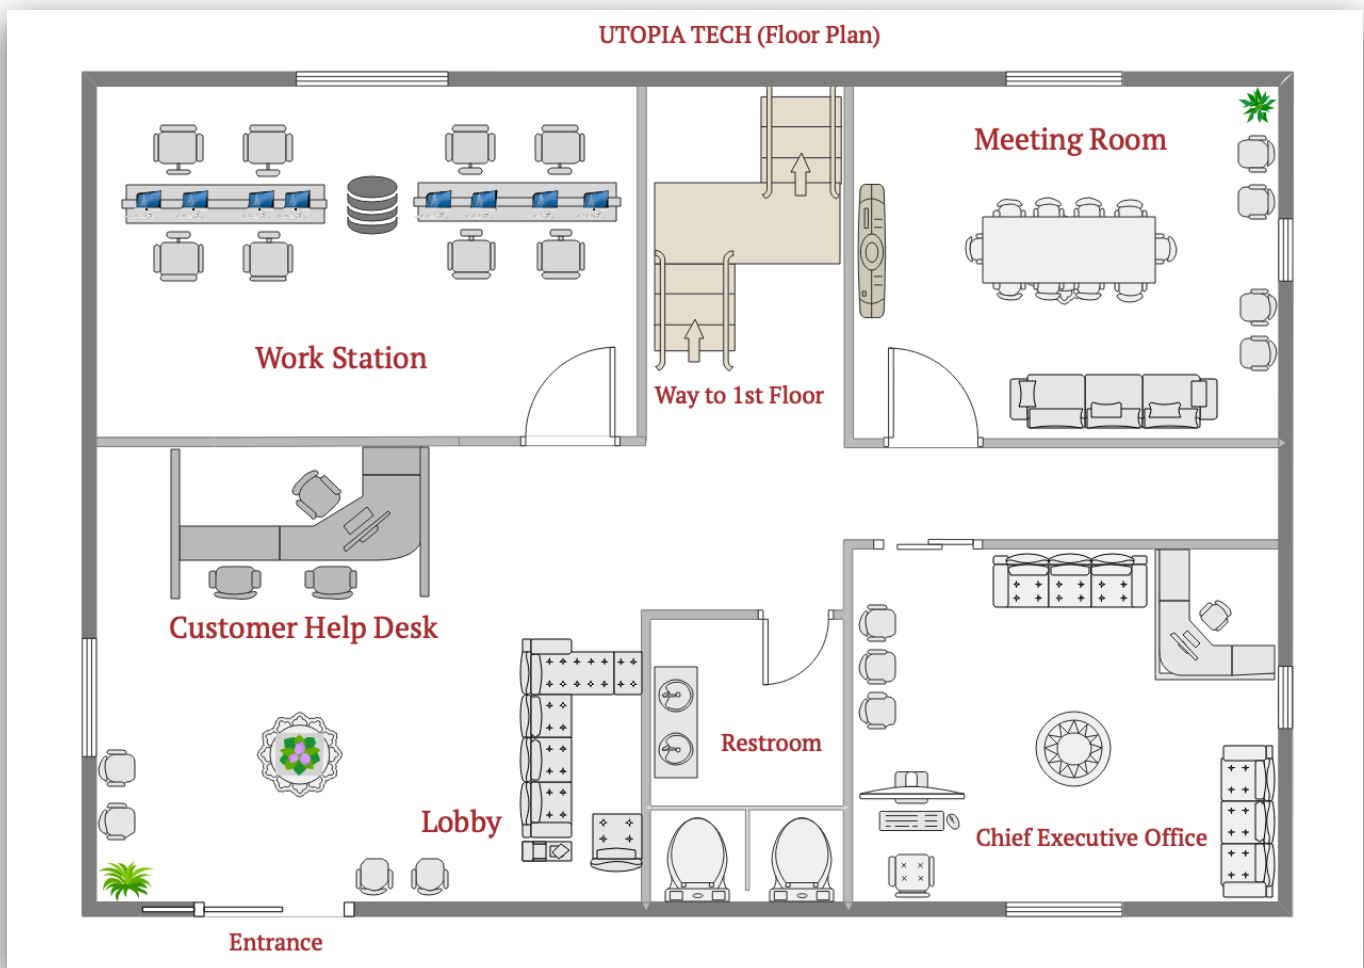 UTOPIA TECH (Floor Plan)
Meeting Room
Work Station
Way to 1st Floor
Customer Help Desk
Restroom
Lobby
Chief Executive Office
Entrance